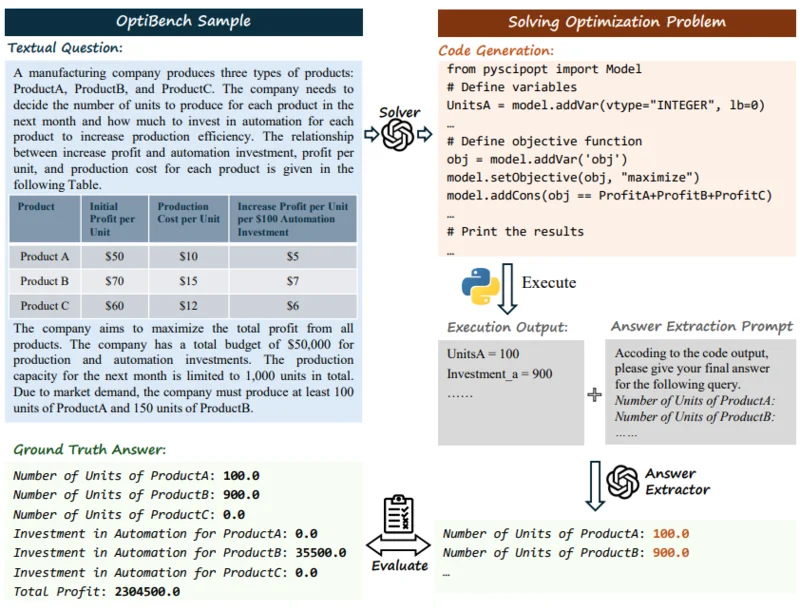 OptiBench Sample
Textual Question:
A manufacturing company produces three types of products:
ProductA, ProductB, and ProductC. The company needs to
decide the number of units to produce for each product in the
next month and how much to invest in automation for each
product to increase production efficiency. The relationship
between increase profit and automation investment, profit per
unit, and production cost for each product is given in the
following Table.
Product
Initial Profit per Unit
Production Cost per Unit
Increase Profit per Unit per $100 Automation Investment
Product A $50 $10 $5
Product B $70 $15 $7
Product C $60 $12 $6
The company aims to maximize the total profit from all
products. The company has a total budget of $50,000 for
production and automation investments. The production
capacity for the next month is limited to 1,000 units in total.
Due to market demand, the company must produce at least 100
units of ProductA and 150 units of ProductB.
Ground Truth Answer:
Number of Units of ProductA: 100.0
Number of Units of ProductB: 900.0
Number of Units of ProductC: 0.0
Investment in Automation for ProductA: 0.0
Investment in Automation for ProductB: 35500.0
Investment in Automation for ProductC: 0.0
Total Profit: 2304500.0
Solver
Solving Optimization Problem
Code Generation:
from pyscipopt import Model
# Define variables
UnitsA = model.addVar(vtype="INTEGER", lb=0)
…
# Define objective function
obj = model.addVar('obj')
model.setObjective(obj, "maximize")
model.addCons(obj == ProfitA+ProfitB+ProfitC)
…
# Print the results
…
Execute
Execution Output:
UnitsA = 100
Investment_a = 900
……
+
Answer Extraction Prompt
Accoding to the code output,
please give your final answer
for the following query.
Number of Units of ProductA:
Number of Units of ProductB:
……
Answer
Extractor
Number of Units of ProductA: 100.0
Number of Units of ProductB: 900.0
…
Evaluate